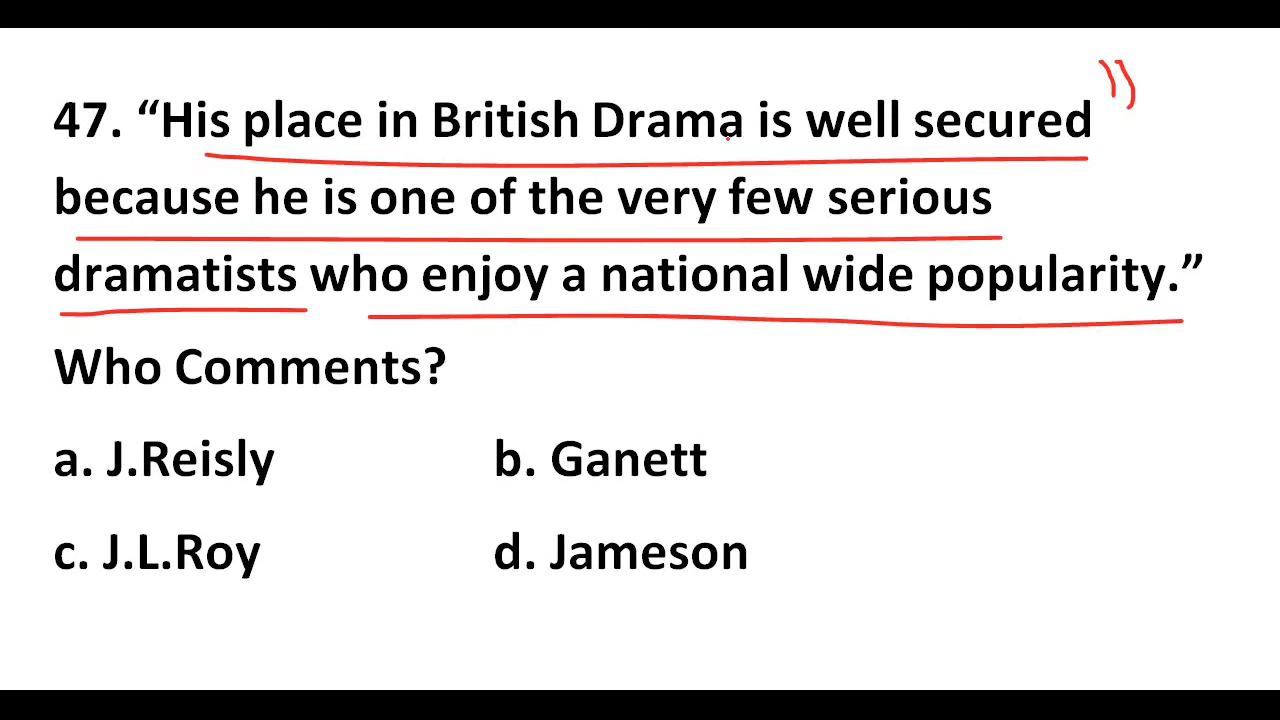 47. “His place in British Drama is well secured
because he is one of the very few serious
dramatists who enjoy a national wide popularity.”
Who Comments?
a. J.Reisly b. Ganett
c. J.L.Roy d. Jameson